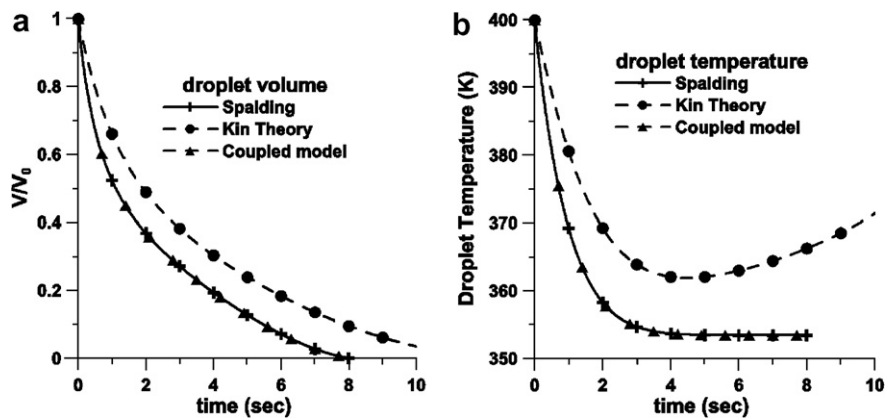 a
droplet volume
Spalding
Kin Theory
Coupled model
V/V0
1
0.8
0.6
0.4
0.2
0
0 2 4 6 8 10
time (sec)
b
droplet temperature
Spalding
Kin Theory
Coupled model
Droplet Temperature (K)
400
390
380
370
360
350
0 2 4 6 8 10
time (sec)